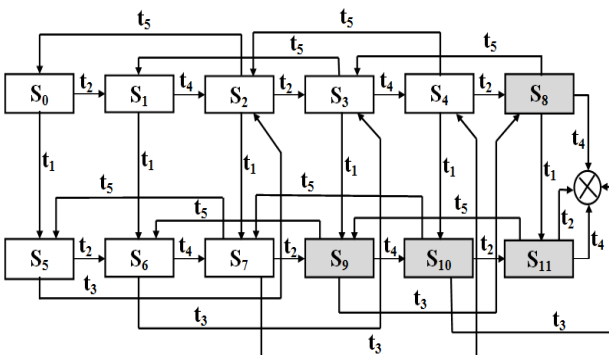 t₅
t₅ t₅
S₀ t₂ S₁ t₄ S₂ t₂ S₃ t₄ S₄ t₂ S₈
t₄
t₁ t₁ t₁ t₁ t₁ t₁
t₅ t₅ t₅ t₅
t₂ t₄
S₅ t₂ S₆ t₄ S₇ t₂ S₉ t₄ S₁₀ t₂ S₁₁
t₃ t₃ t₃
t₃ t₃